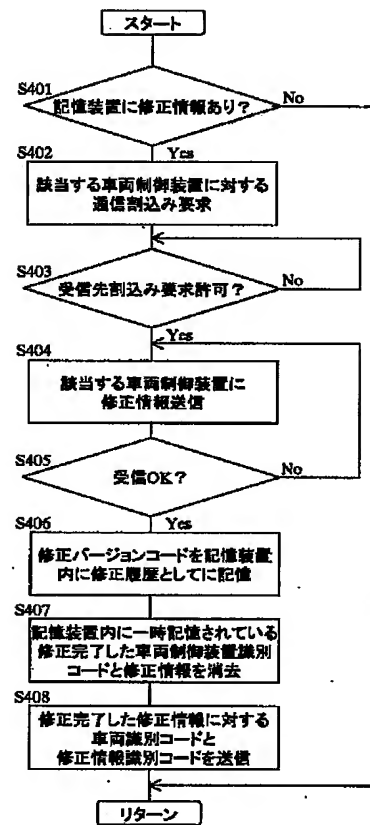 スタート
S401
記憶装置に修正情報あり？
No
Yes
S402
該当する車両制御装置に対する
通信割込み要求
S403
受信先割込み要求許可？
No
Yes
S404
該当する車両制御装置に
修正情報送信
S405
受信OK？
No
Yes
S406
修正バージョンコードを記憶装置
内に修正履歴としてに記憶
S407
記憶装置内に一時記憶されている
修正完了した車両制御装置識別
コードと修正情報を消去
S408
修正完了した修正情報に対する
車両識別コードと
修正情報識別コードを送信
リターン